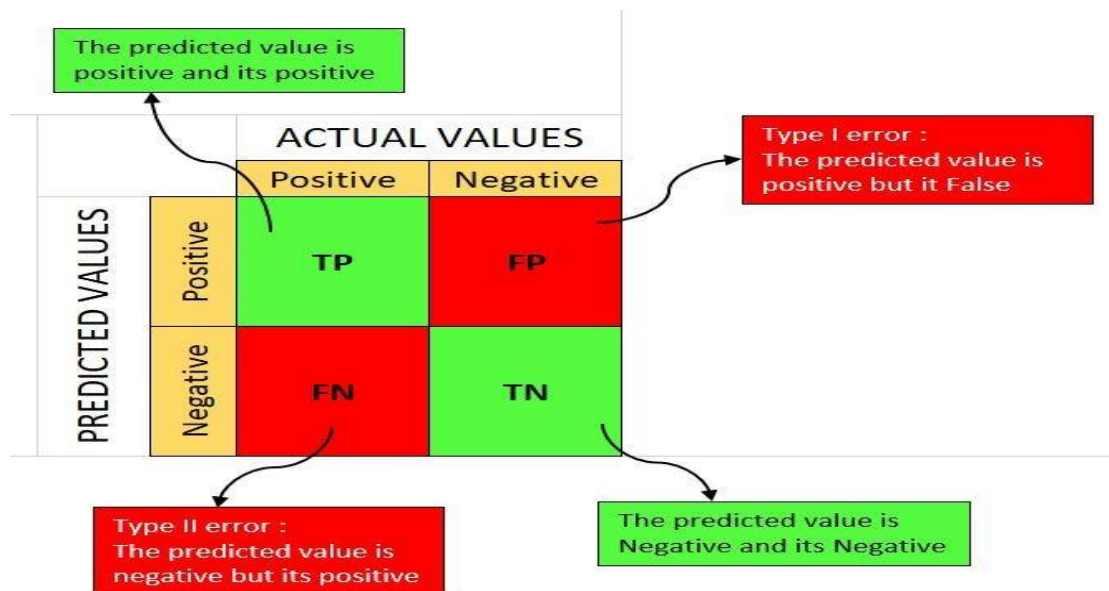 The predicted value is
positive and its positive
ACTUAL VALUES
Type I error :
The predicted value is
positive but it False
Positive Negative
PREDICTED VALUES
Positive
TP FP
Negative
FN TN
Type II error :
The predicted value is
negative but its positive
The predicted value is
Negative and its Negative